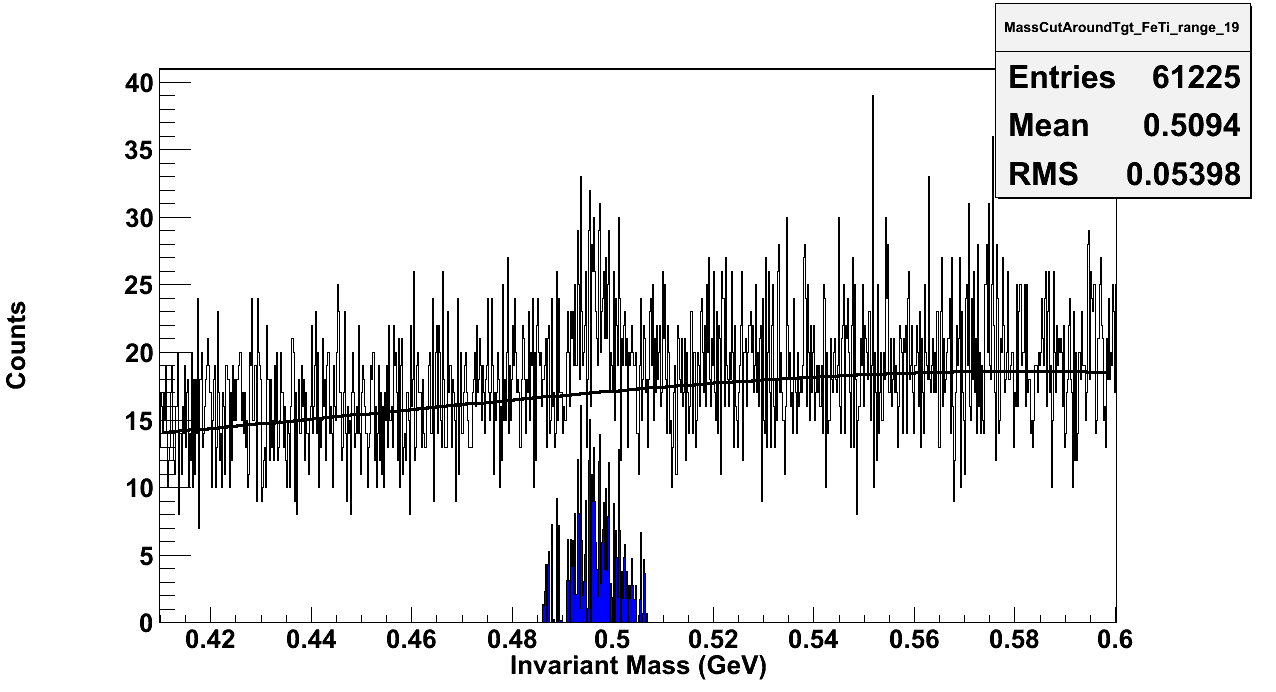 MassCutAroundTgt_FeTi_range_19
Entries 61225
Mean 0.5094
RMS 0.05398
40
35
30
25
20
15
10
5
0
Counts
0.42 0.44 0.46 0.48 0.5 0.52 0.54 0.56 0.58 0.6
Invariant Mass (GeV)